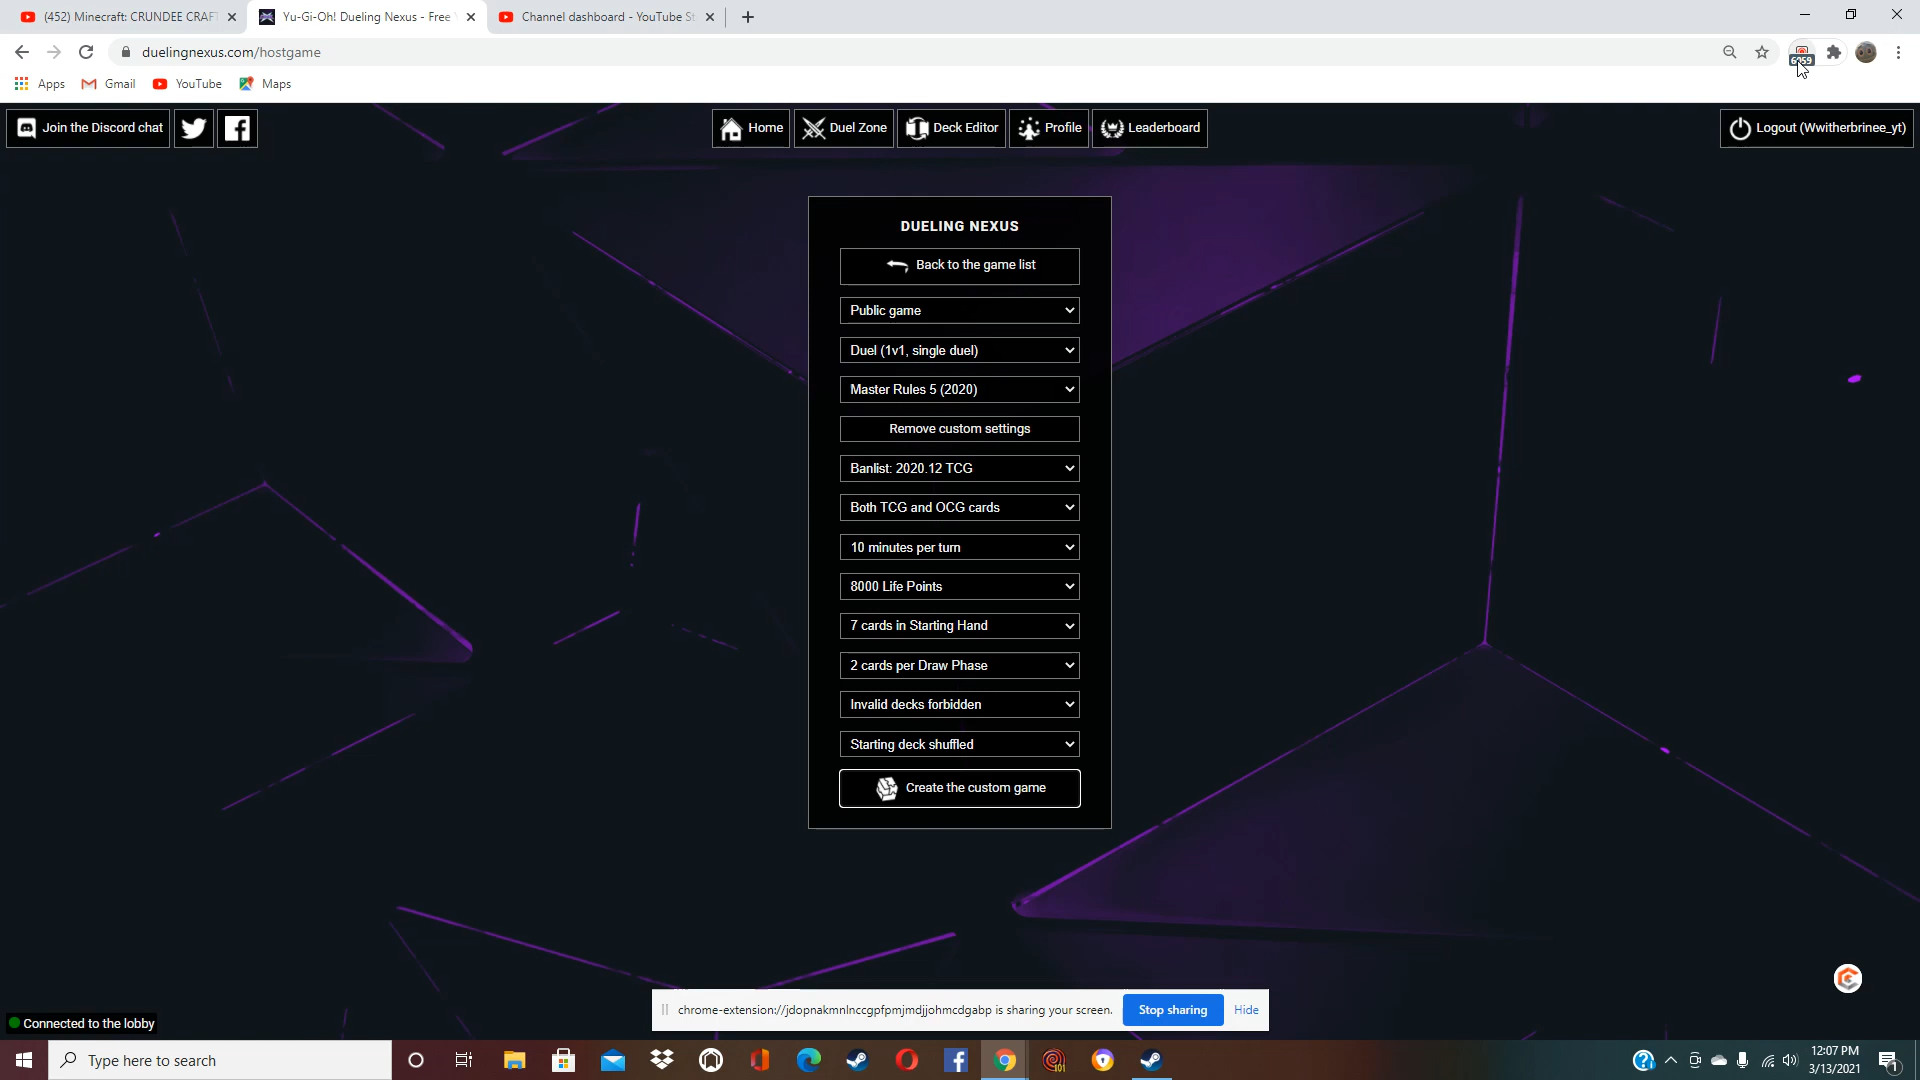 (452) Minecraft: CRUNDEE CRAFT
Yu-Gi-Oh! Dueling Nexus - Free
Channel dashboard - YouTube St
duelingnexus.com/hostgame
6059
Apps
Gmail
YouTube
Maps
Join the Discord chat
Home
Duel Zone
Deck Editor
Profile
Leaderboard
Logout (Wwitherbrinee_yt)
DUELING NEXUS
Back to the game list
Public game
Duel (1v1, single duel)
Master Rules 5 (2020)
Remove custom settings
Banlist: 2020.12 TCG
Both TCG and OCG cards
10 minutes per turn
8000 Life Points
7 cards in Starting Hand
2 cards per Draw Phase
Invalid decks forbidden
Starting deck shuffled
Create the custom game
chrome-extension://jdopnakmnlnccgpfpmjmdjjohmcdgabp is sharing your screen.
Stop sharing
Hide
Connected to the lobby
Type here to search
101
12:07 PM
3/13/2021
1